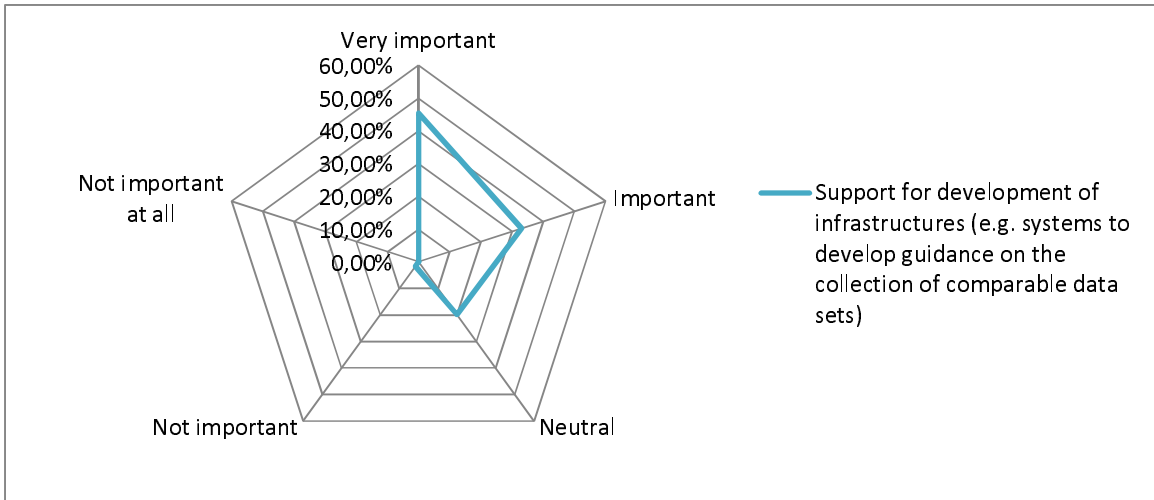 Very important
60,00%
50,00%
40,00%
30,00%
20,00%
10,00%
0,00%
Not important
at all
Important
Not important
Neutral
Support for development of
infrastructures (e.g. systems to
develop guidance on the
collection of comparable data
sets)